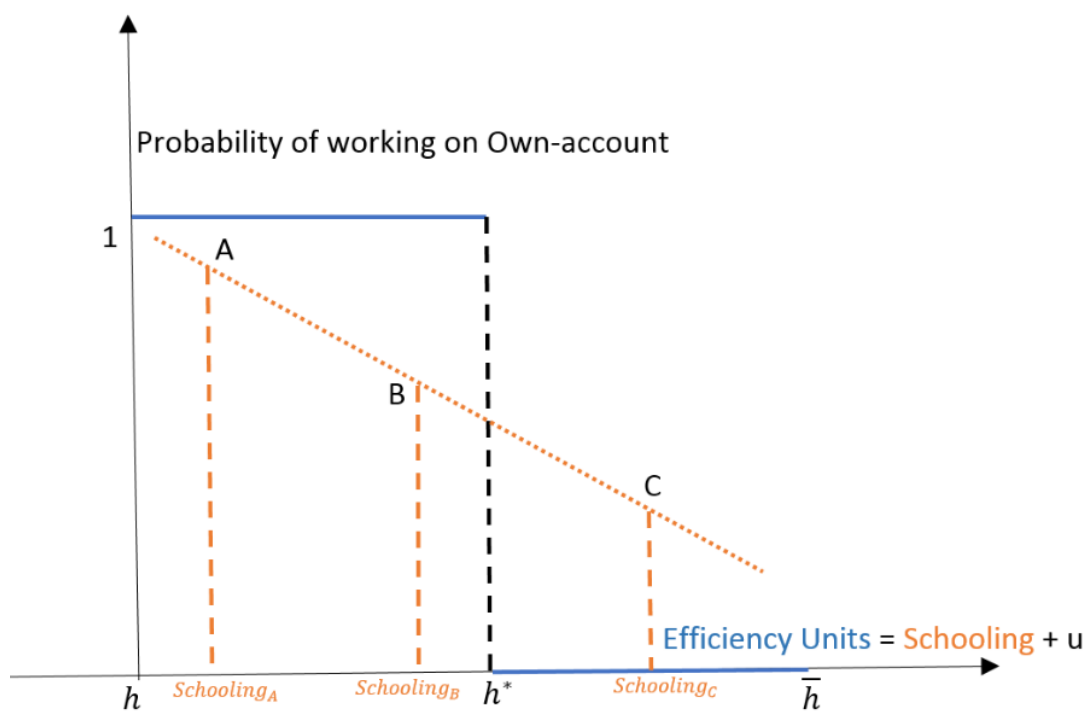 Probability of working on Own-account
1
A
B
C
Efficiency Units = Schooling + u
h
Schooling_A
Schooling_B
h*
Schooling_C
h̅